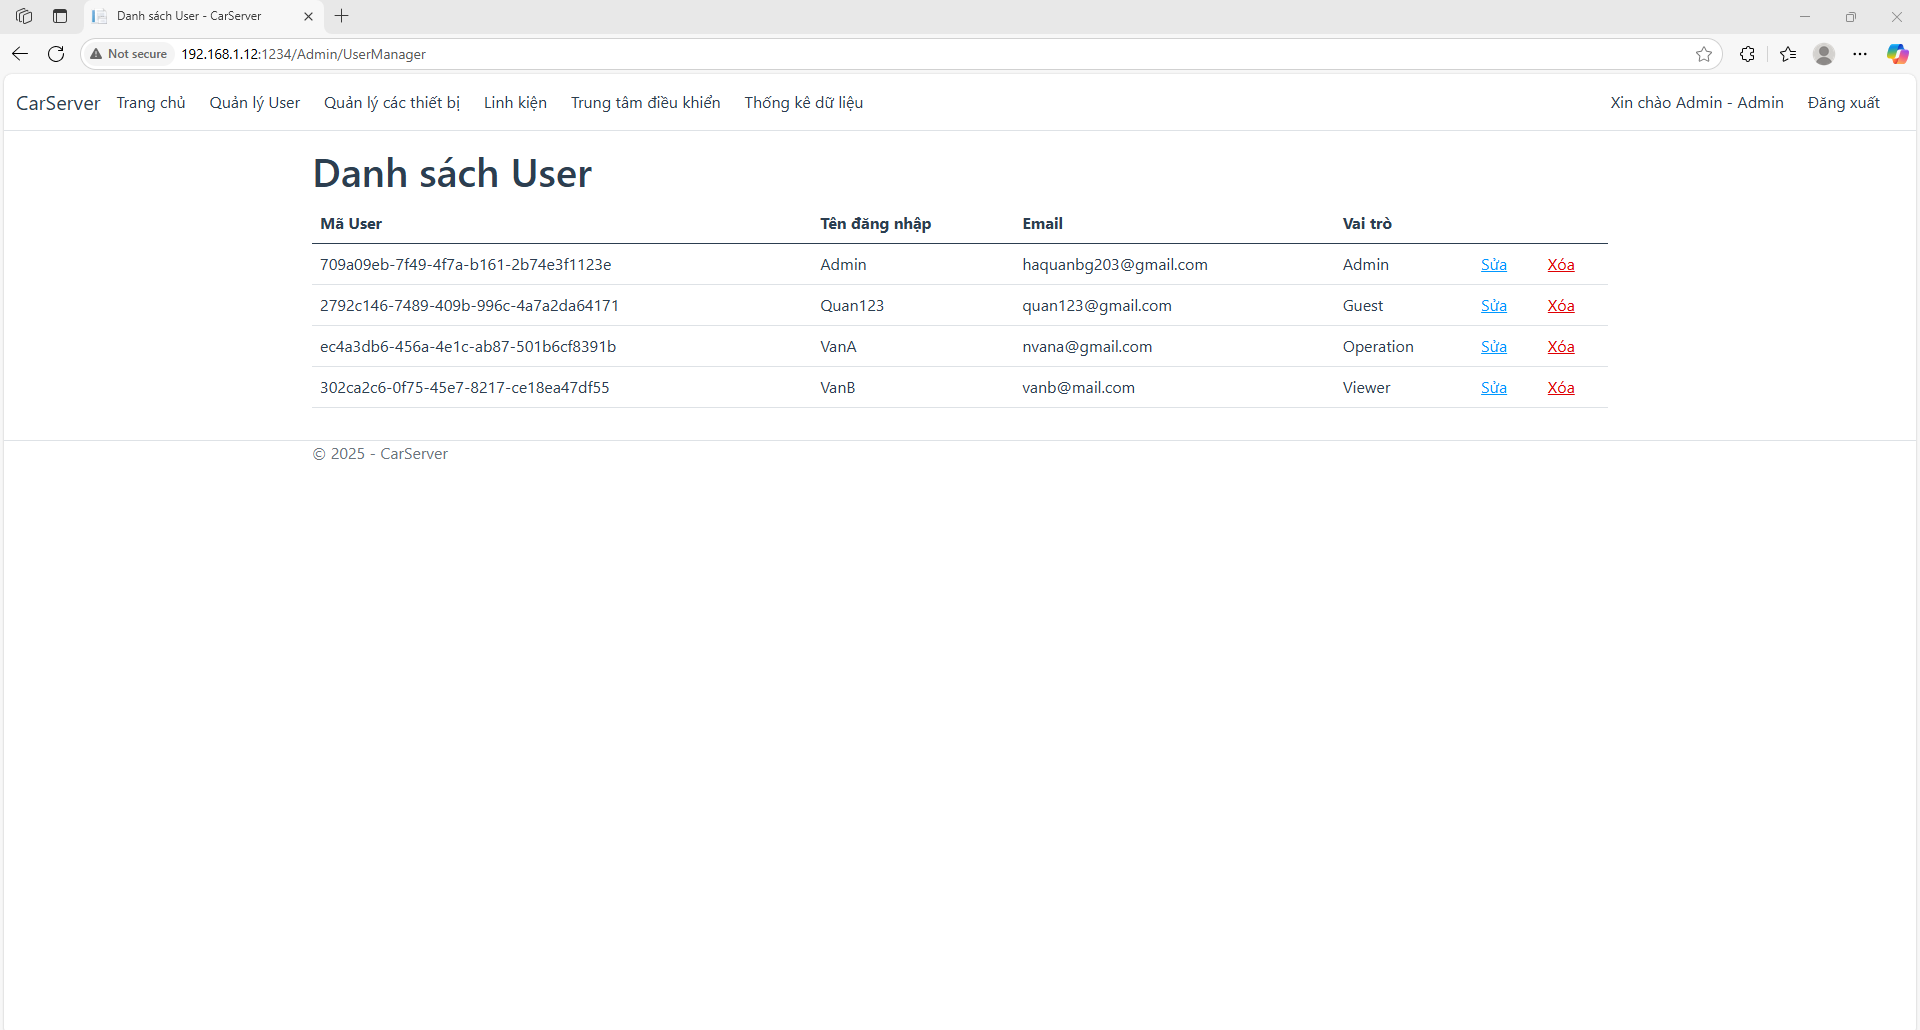 Danh sách User - CarServer
Not secure 192.168.1.12:1234/Admin/UserManager
CarServer Trang chủ Quản lý User Quản lý các thiết bị Linh kiện Trung tâm điều khiển Thống kê dữ liệu Xin chào Admin - Admin Đăng xuất
Danh sách User
Mã User Tên đăng nhập Email Vai trò
709a09eb-7f49-4f7a-b161-2b74e3f1123e Admin haquanbg203@gmail.com Admin Sửa Xóa
2792c146-7489-409b-996c-4a7a2da64171 Quan123 quan123@gmail.com Guest Sửa Xóa
ec4a3db6-456a-4e1c-ab87-501b6cf8391b VanA nvana@gmail.com Operation Sửa Xóa
302ca2c6-0f75-45e7-8217-ce18ea47df55 VanB vanb@mail.com Viewer Sửa Xóa
© 2025 - CarServer